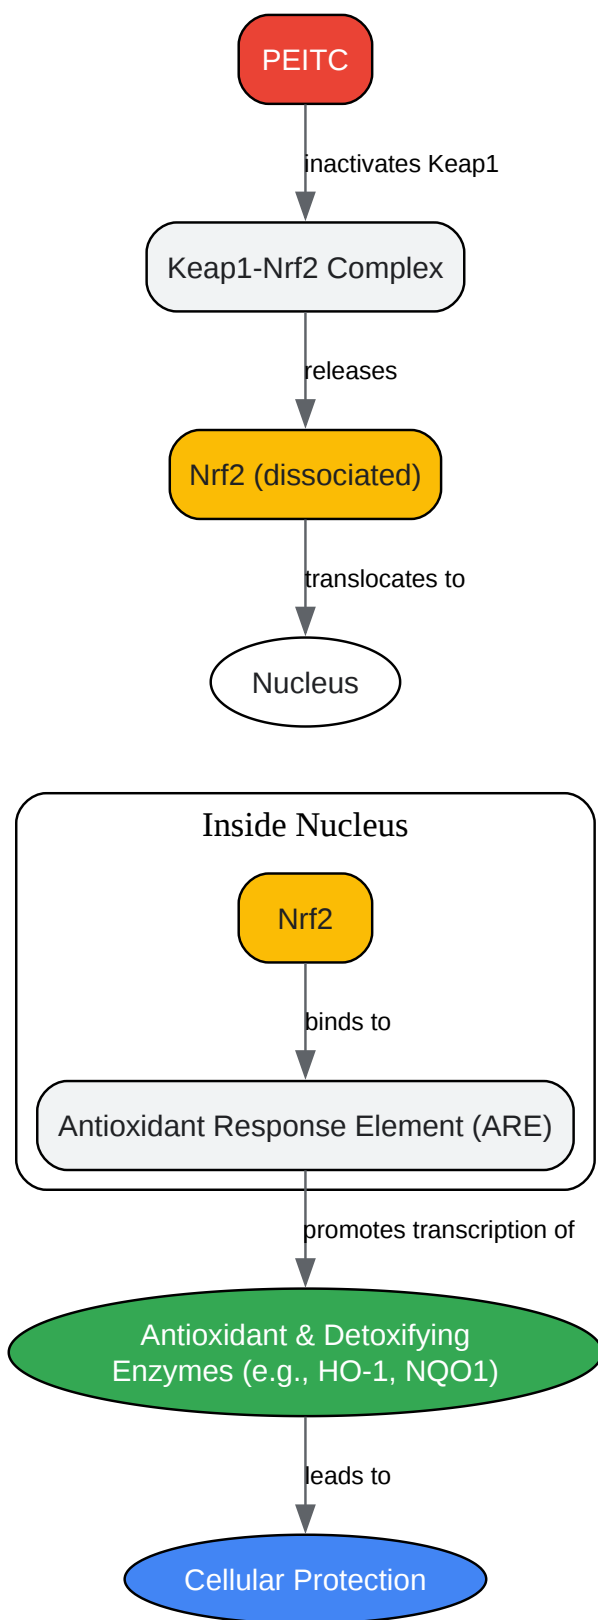 PEITC
inactivates Keap1
Keap1-Nrf2 Complex
releases
Nrf2 (dissociated)
translocates to
Nucleus
Inside Nucleus
Nrf2
binds to
Antioxidant Response Element (ARE)
promotes transcription of
Antioxidant & Detoxifying
Enzymes (e.g., HO-1, NQO1)
leads to
Cellular Protection